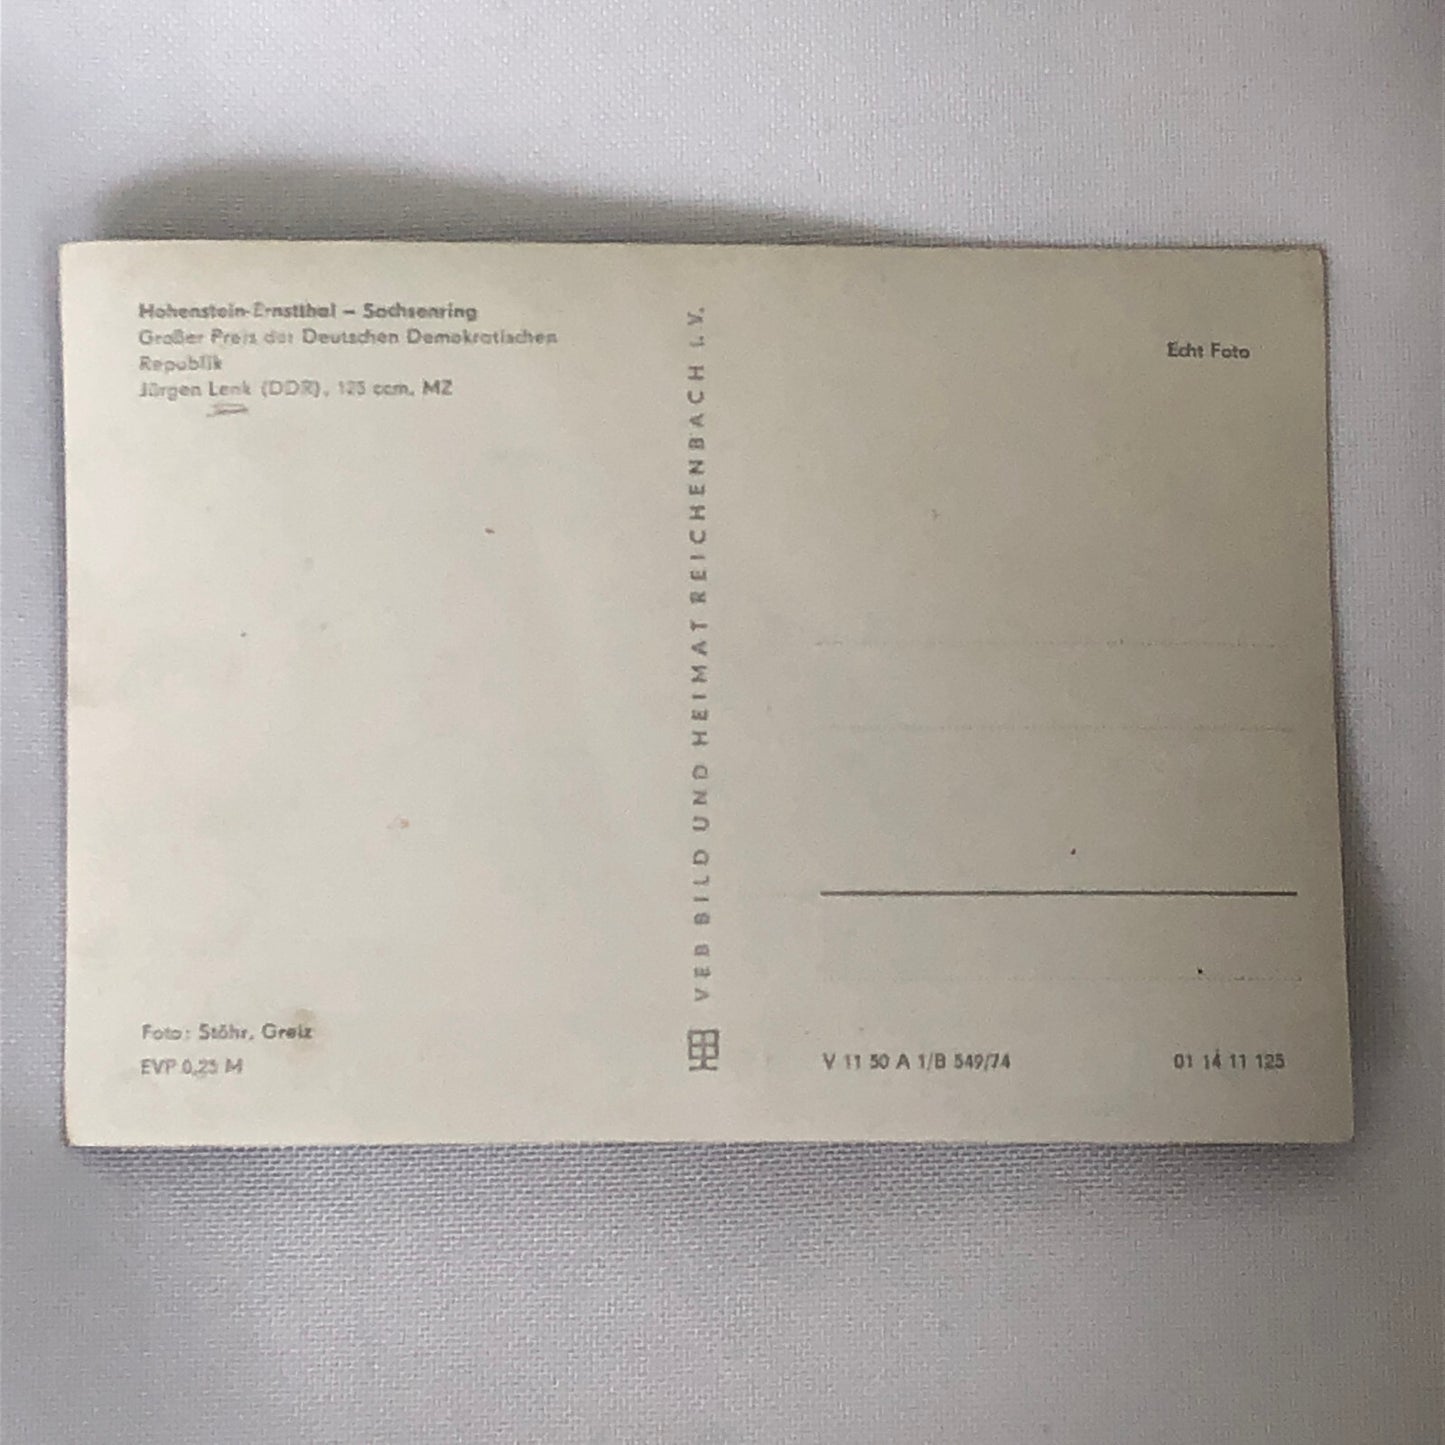 Hohenstein-Ernstthal – Sachsenring
Großer Preis der Deutschen Demokratischen
Republik
Jürgen Lenk (DDR), 125 ccm, MZ
Echt Foto
VEB BILD UND HEIMAT REICHENBACH I. V.
Foto: Stöhr, Greiz
EVP 0,25 M
V 11 50 A 1/B 549/74
01 14 11 125